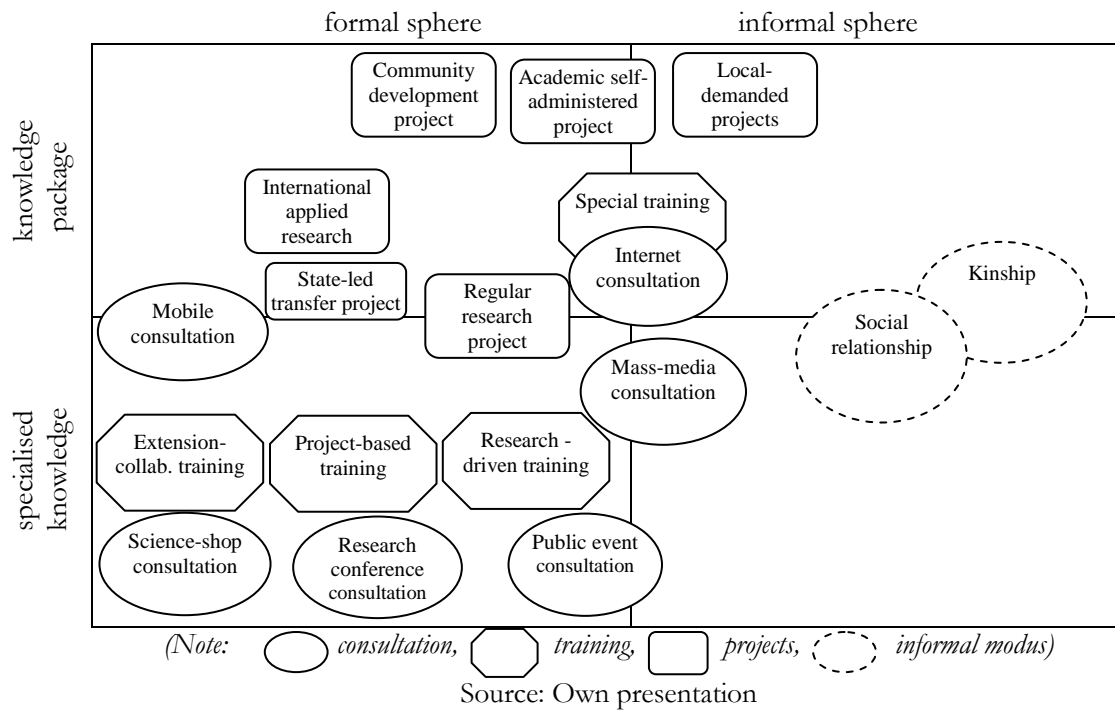 formal sphere
informal sphere
knowledge
package
specialised
knowledge
Community
development
project
Academic self-
administered
project
Local-
demanded
projects
International
applied
research
Special training
Internet
consultation
State-led
transfer project
Regular
research
project
Mobile
consultation
Kinship
Social
relationship
Mass-media
consultation
Extension-
collab. training
Project-based
training
Research -
driven training
Science-shop
consultation
Research
conference
consultation
Public event
consultation
(Note: consultation, training, projects, informal modus)
Source: Own presentation